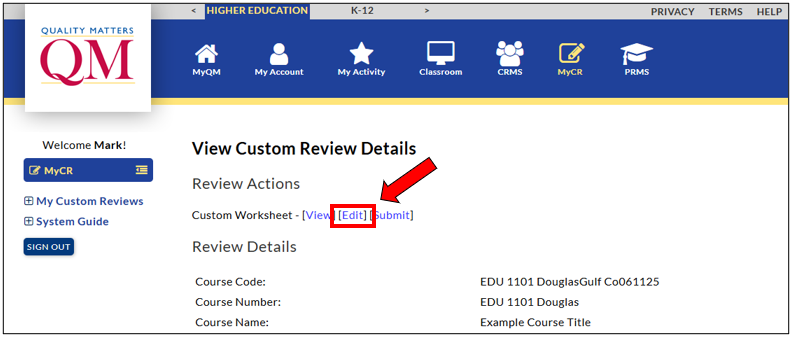 < HIGHER EDUCATION K-12 > PRIVACY TERMS HELP
QUALITY MATTERS
QM
MyQM My Account My Activity Classroom CRMS MyCR PRMS
Welcome Mark!
MyCR
My Custom Reviews
System Guide
SIGN OUT
View Custom Review Details
Review Actions
Custom Worksheet - [View] [Edit] [Submit]
Review Details
Course Code: EDU 1101 DouglasGulf Co061125
Course Number: EDU 1101 Douglas
Course Name: Example Course Title